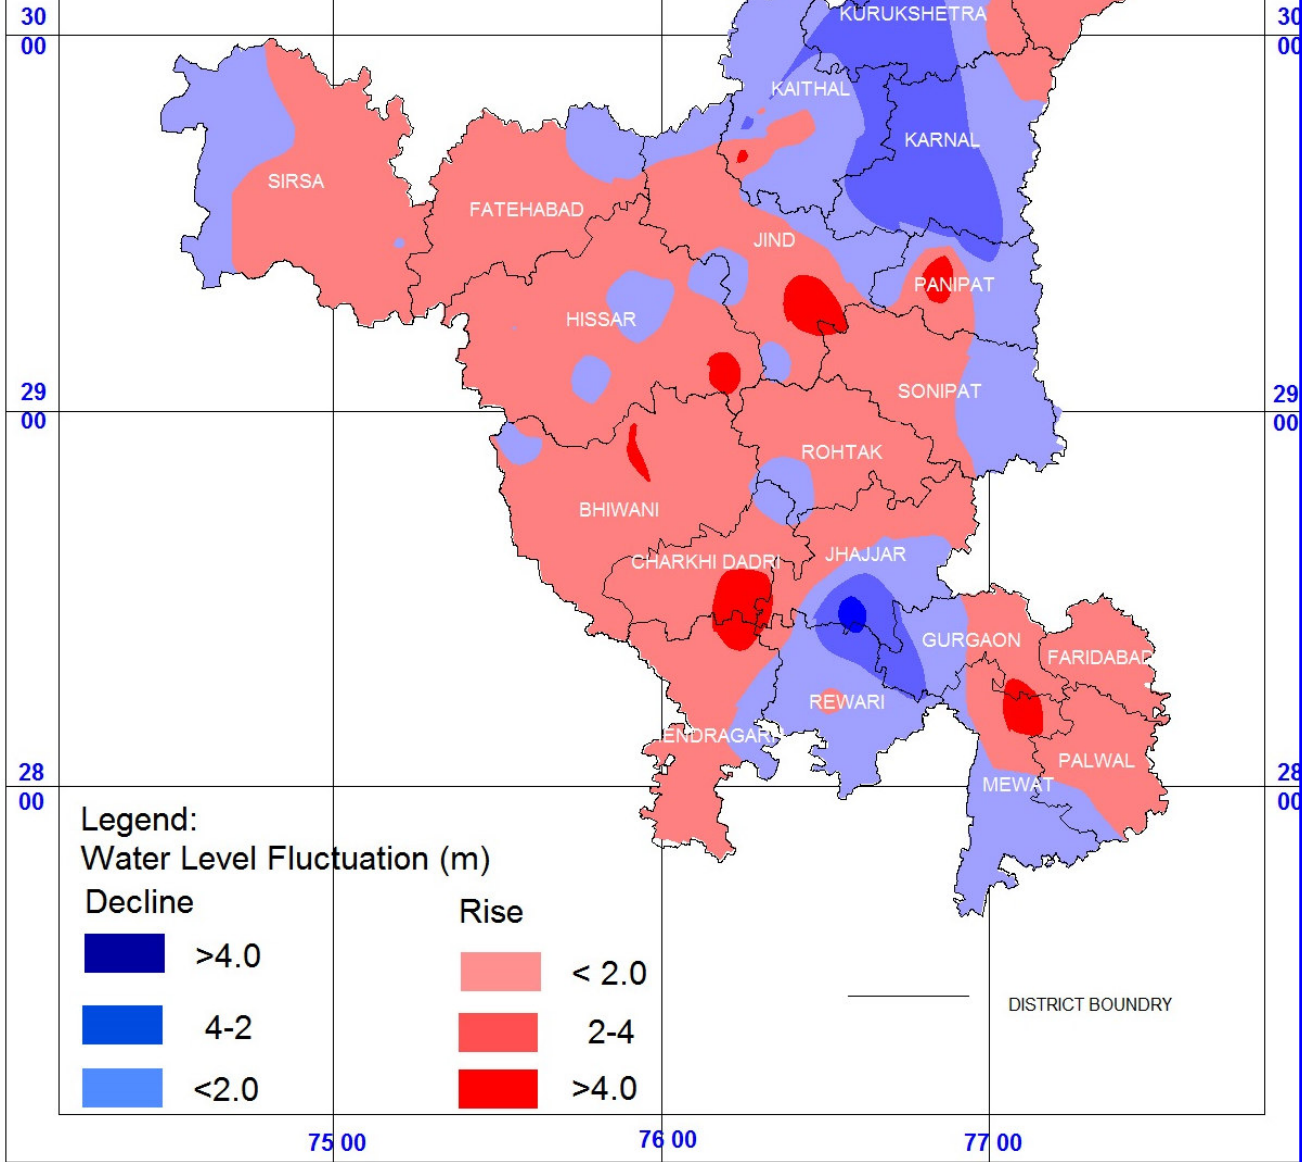 30
00
30
00
KURUKSHETRA
KAITHAL
KARNAL
SIRSA
FATEHABAD
JIND
PANIPAT
HISSAR
SONIPAT
29
00
29
00
ROHTAK
BHIWANI
CHARKHI DADRI
JHAJJAR
GURGAON
FARIDABAD
REWARI
ENDRAGAR
PALWAL
MEWAT
28
00
28
00
Legend:
Water Level Fluctuation (m)
Decline
Rise
>4.0
< 2.0
4-2
2-4
<2.0
>4.0
DISTRICT BOUNDRY
75 00
76 00
77 00